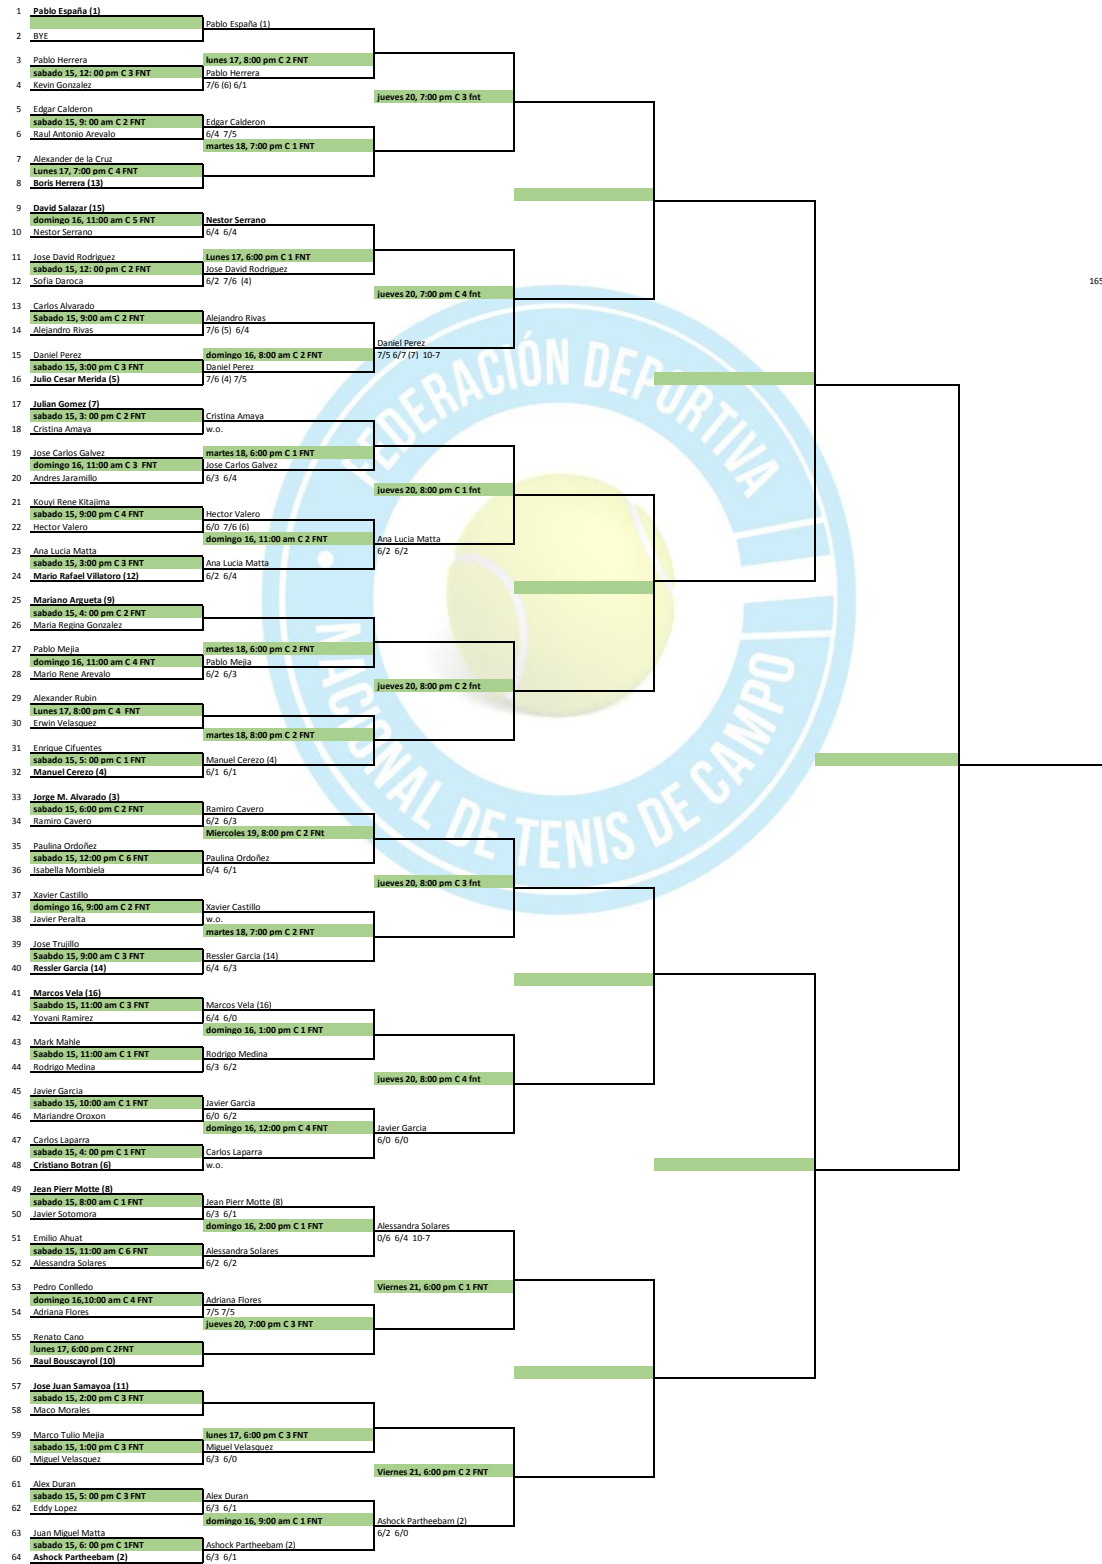 1 Pablo España (1)
Pablo España (1)
2 BYE
3 Pablo Herrera
lunes 17, 8:00 pm C 2 FNT
sabado 15, 12: 00 pm C 3 FNT
Pablo Herrera
4 Kevin Gonzalez
7/6 (6) 6/1
jueves 20, 7:00 pm C 3 fnt
5 Edgar Calderon
sabado 15, 9: 00 am C 2 FNT
Edgar Calderon
6 Raul Antonio Arevalo
6/4 7/5
martes 18, 7:00 pm C 1 FNT
7 Alexander de la Cruz
Lunes 17, 7:00 pm C 4 FNT
8 Boris Herrera (13)
9 David Salazar (15)
domingo 16, 11:00 am C 5 FNT
Nestor Serrano
10 Nestor Serrano
6/4 6/4
11 Jose David Rodriguez
Lunes 17, 6:00 pm C 1 FNT
sabado 15, 12: 00 pm C 2 FNT
Jose David Rodriguez
12 Sofia Daroca
6/2 7/6 (4)
165
jueves 20, 7:00 pm C 4 fnt
13 Carlos Alvarado
Sabado 15, 9:00 am C 2 FNT
Alejandro Rivas
14 Alejandro Rivas
7/6 (5) 6/4
Daniel Perez
15 Daniel Perez
domingo 16, 8:00 am C 2 FNT
7/5 6/7 (7) 10-7
sabado 15, 3:00 pm C 3 FNT
Daniel Perez
16 Julio Cesar Merida (5)
7/6 (4) 7/5
17 Julian Gomez (7)
sabado 15, 3: 00 pm C 2 FNT
Cristina Amaya
18 Cristina Amaya
w.o.
19 Jose Carlos Galvez
martes 18, 6:00 pm C 1 FNT
domingo 16, 11:00 am C 3 FNT
Jose Carlos Galvez
20 Andres Jaramillo
6/3 6/4
jueves 20, 8:00 pm C 1 fnt
21 Kouyi Rene Kitajima
sabado 15, 9:00 pm C 4 FNT
Hector Valero
22 Hector Valero
6/0 7/6 (6)
domingo 16, 11:00 am C 2 FNT
Ana Lucia Matta
23 Ana Lucia Matta
6/2 6/2
sabado 15, 3:00 pm C 3 FNT
Ana Lucia Matta
24 Mario Rafael Villatoro (12)
6/2 6/4
25 Mariano Argueta (9)
sabado 15, 4: 00 pm C 2 FNT
26 Maria Regina Gonzalez
27 Pablo Mejia
martes 18, 6:00 pm C 2 FNT
domingo 16, 11:00 am C 4 FNT
Pablo Mejia
28 Mario Rene Arevalo
6/2 6/3
jueves 20, 8:00 pm C 2 fnt
29 Alexander Rubin
Lunes 17, 8:00 pm C 4 FNT
30 Erwin Velasquez
martes 18, 8:00 pm C 2 FNT
31 Enrique Cifuentes
sabado 15, 5: 00 pm C 1 FNT
Manuel Cerezo (4)
32 Manuel Cerezo (4)
6/1 6/1
33 Jorge M. Alvarado (3)
sabado 15, 6:00 pm C 2 FNT
Ramiro Cavero
34 Ramiro Cavero
6/2 6/3
Miercoles 19, 8:00 pm C 2 FNt
35 Paulina Ordoñez
sabado 15, 12:00 pm C 6 FNT
Paulina Ordoñez
36 Isabella Mombiela
6/4 6/1
jueves 20, 8:00 pm C 3 fnt
37 Xavier Castillo
domingo 16, 9:00 am C 2 FNT
Xavier Castillo
38 Javier Peralta
w.o.
martes 18, 7:00 pm C 2 FNT
39 Jose Trujillo
Saabdo 15, 9:00 am C 3 FNT
Ressler Garcia (14)
40 Ressler Garcia (14)
6/4 6/3
41 Marcos Vela (16)
Saabdo 15, 11:00 am C 3 FNT
Marcos Vela (16)
42 Yovani Ramirez
6/4 6/0
domingo 16, 1:00 pm C 1 FNT
43 Mark Mahle
Saabdo 15, 11:00 am C 1 FNT
Rodrigo Medina
44 Rodrigo Medina
6/3 6/2
jueves 20, 8:00 pm C 4 fnt
45 Javier Garcia
sabado 15, 10:00 am C 1 FNT
Javier Garcia
46 Mariandre Oroxon
6/0 6/2
domingo 16, 12:00 pm C 4 FNT
Javier Garcia
47 Carlos Laparra
6/0 6/0
sabado 15, 4: 00 pm C 1 FNT
Carlos Laparra
48 Cristiano Botran (6)
w.o.
49 Jean Pierr Motte (8)
sabado 15, 8:00 am C 1 FNT
Jean Pierr Motte (8)
50 Javier Sotomora
6/3 6/1
domingo 16, 2:00 pm C 1 FNT
Alessandra Solares
51 Emilio Ahuat
0/6 6/4 10-7
sabado 15, 11:00 am C 6 FNT
Alessandra Solares
52 Alessandra Solares
6/2 6/2
53 Pedro Conlledo
Viernes 21, 6:00 pm C 1 FNT
domingo 16,10:00 am C 4 FNT
Adriana Flores
54 Adriana Flores
7/5 7/5
jueves 20, 7:00 pm C 3 FNT
55 Renato Cano
lunes 17, 6:00 pm C 2FNT
56 Raul Bouscayrol (10)
57 Jose Juan Samayoa (11)
sabado 15, 2:00 pm C 3 FNT
58 Maco Morales
59 Marco Tulio Mejia
lunes 17, 6:00 pm C 3 FNT
sabado 15, 1:00 pm C 3 FNT
Miguel Velasquez
60 Miguel Velasquez
6/3 6/0
Viernes 21, 6:00 pm C 2 FNT
61 Alex Duran
sabado 15, 5: 00 pm C 3 FNT
Alex Duran
62 Eddy Lopez
6/3 6/1
domingo 16, 9:00 am C 1 FNT
Ashock Partheebam (2)
63 Juan Miguel Matta
6/2 6/0
sabado 15, 6: 00 pm C 1FNT
Ashock Partheebam (2)
64 Ashock Partheebam (2)
6/3 6/1
FEDERACIÓN DEPORTIVA
NACIONAL DE TENIS DE CAMPO